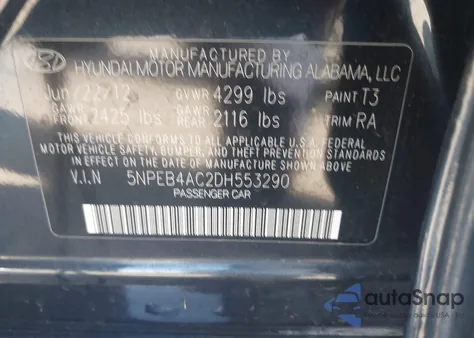 MANUFACTURED BY
HYUNDAI MOTOR MANUFACTURING ALABAMA, LLC
Jun/22/12 GVWR 4299 lbs PAINT T3
GAWR FRONT 2425 lbs GAWR REAR 2116 lbs TRIM RA
THIS VEHICLE CONFORMS TO ALL APPLICABLE U.S.A. FEDERAL
MOTOR VEHICLE SAFETY, BUMPER, AND THEFT PREVENTION STANDARDS
IN EFFECT ON THE DATE OF MANUFACTURE SHOWN ABOVE.
V.I.N 5NPEB4AC2DH553290
PASSENGER CAR
autoSnap